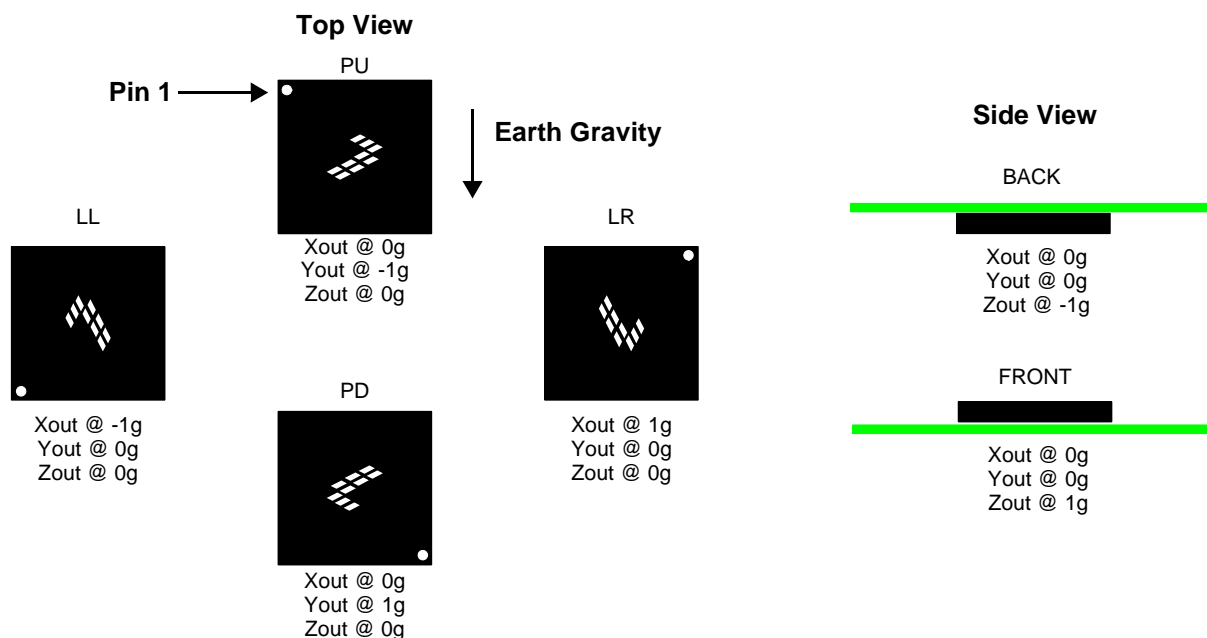 Top View
PU
Pin 1
Earth Gravity
Xout @ 0g
Yout @ -1g
Zout @ 0g
LL
Xout @ -1g
Yout @ 0g
Zout @ 0g
LR
Xout @ 1g
Yout @ 0g
Zout @ 0g
PD
Xout @ 0g
Yout @ 1g
Zout @ 0g
Side View
BACK
Xout @ 0g
Yout @ 0g
Zout @ -1g
FRONT
Xout @ 0g
Yout @ 0g
Zout @ 1g